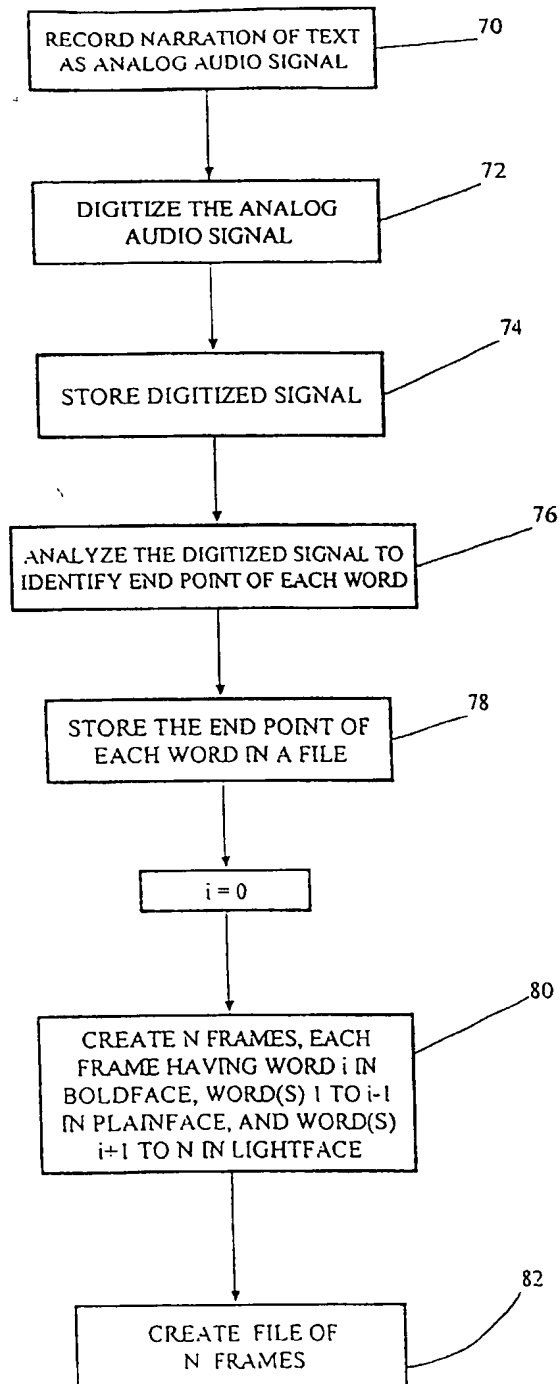 RECORD NARRATION OF TEXT
AS ANALOG AUDIO SIGNAL
70
DIGITIZE THE ANALOG
AUDIO SIGNAL
72
STORE DIGITIZED SIGNAL
74
ANALYZE THE DIGITIZED SIGNAL TO
IDENTIFY END POINT OF EACH WORD
76
STORE THE END POINT OF
EACH WORD IN A FILE
78
i = 0
CREATE N FRAMES, EACH
FRAME HAVING WORD i IN
BOLDFACE, WORD(S) 1 TO i-1
IN PLAINFACE, AND WORD(S)
i+1 TO N IN LIGHTFACE
80
CREATE FILE OF
N FRAMES
82